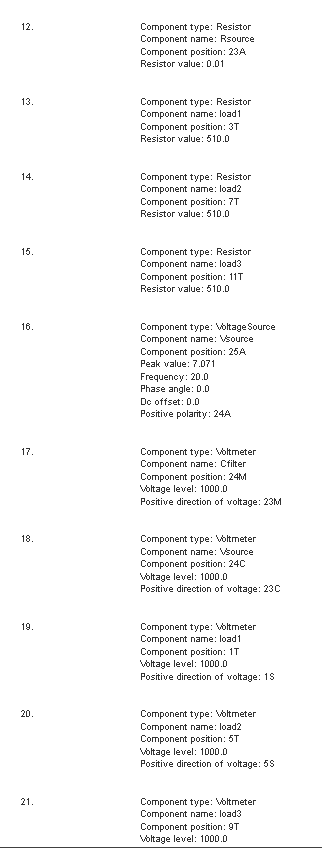 12. Component type: Resistor
Component name: Rsource
Component position: 23A
Resistor value: 0.01
13. Component type: Resistor
Component name: load1
Component position: 3T
Resistor value: 510.0
14. Component type: Resistor
Component name: load2
Component position: 7T
Resistor value: 510.0
15. Component type: Resistor
Component name: load3
Component position: 11T
Resistor value: 510.0
16. Component type: VoltageSource
Component name: Vsource
Component position: 25A
Peak value: 7.071
Frequency: 20.0
Phase angle: 0.0
Dc offset: 0.0
Positive polarity: 24A
17. Component type: Voltmeter
Component name: Cfilter
Component position: 24M
Voltage level: 1000.0
Positive direction of voltage: 23M
18. Component type: Voltmeter
Component name: Vsource
Component position: 24C
Voltage level: 1000.0
Positive direction of voltage: 23C
19. Component type: Voltmeter
Component name: load1
Component position: 1T
Voltage level: 1000.0
Positive direction of voltage: 1S
20. Component type: Voltmeter
Component name: load2
Component position: 5T
Voltage level: 1000.0
Positive direction of voltage: 5S
21. Component type: Voltmeter
Component name: load3
Component position: 9T
Voltage level: 1000.0